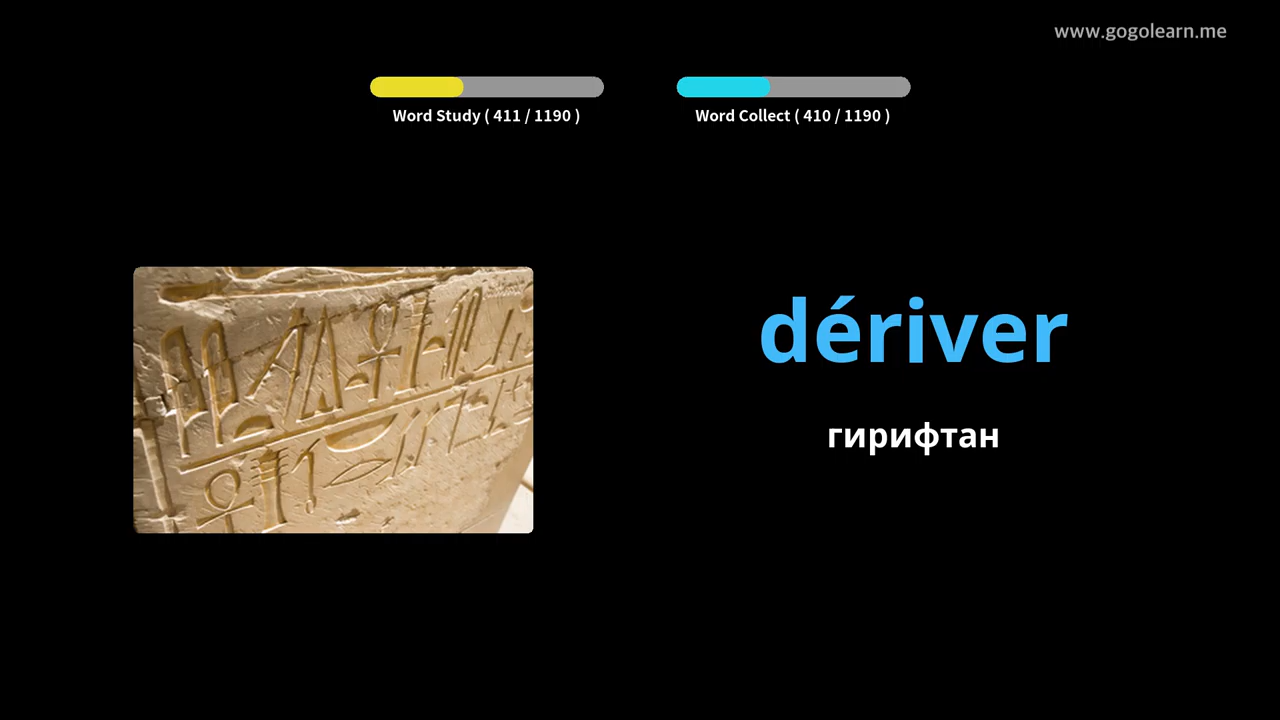 www.gogolearn.me
Word Study ( 411 / 1190 )
Word Collect ( 410 / 1190 )
dériver
гирифтан